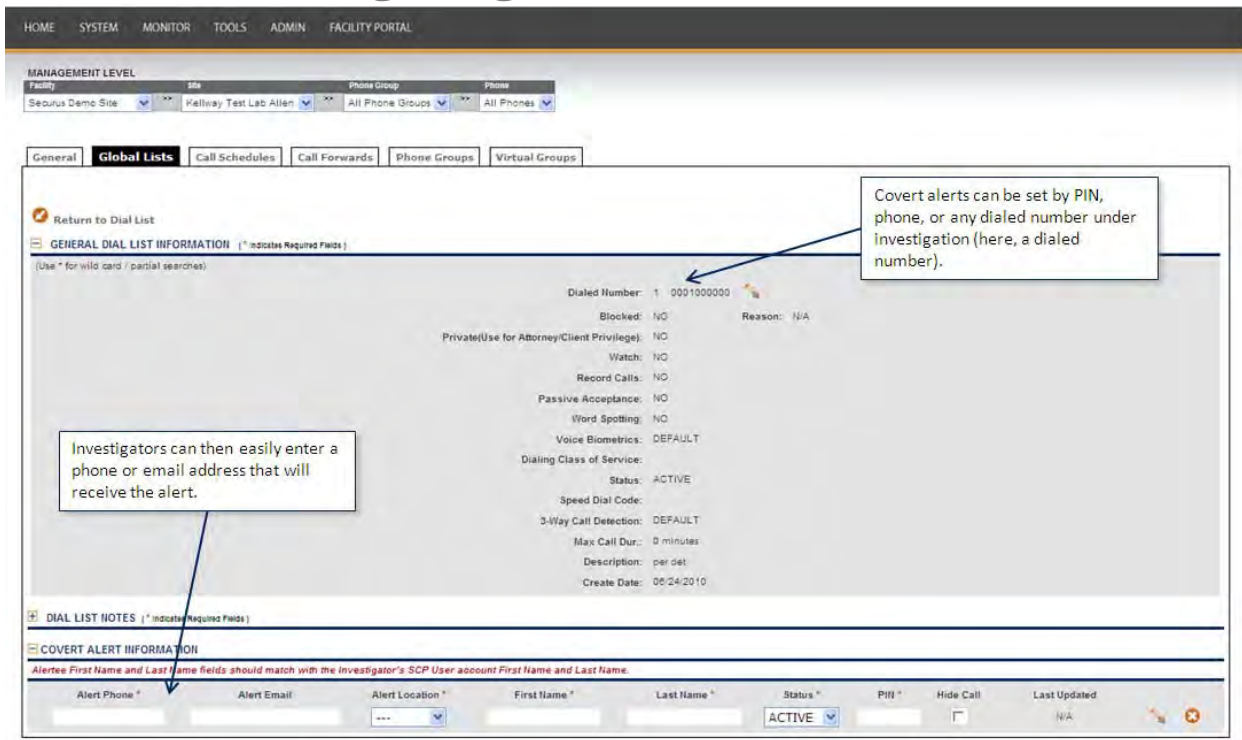 HOME SYSTEM MONITOR TOOLS ADMIN FACILITY PORTAL
MANAGEMENT LEVEL
Facility Site Phone Group Phone
Securus Demo Site >> Kellway Test Lab Allen >> All Phone Groups >> All Phones
General Global Lists Call Schedules Call Forwards Phone Groups Virtual Groups
Covert alerts can be set by PIN,
phone, or any dialed number under
investigation (here, a dialed
number).
Return to Dial List
GENERAL DIAL LIST INFORMATION ( * Indicates Required Fields )
(Use * for wild card / partial searches)
Dialed Number: 1 0001000000
Blocked: NO Reason: N/A
Private(Use for Attorney/Client Privilege): NO
Watch: NO
Record Calls: NO
Passive Acceptance: NO
Word Spotting: NO
Voice Biometrics: DEFAULT
Dialing Class of Service:
Status: ACTIVE
Speed Dial Code:
3-Way Call Detection: DEFAULT
Max Call Dur.: 0 minutes
Description: per det
Create Date: 06/24/2010
Investigators can then easily enter a
phone or email address that will
receive the alert.
DIAL LIST NOTES ( * Indicates Required Fields )
COVERT ALERT INFORMATION
Alertee First Name and Last Name fields should match with the Investigator's SCP User account First Name and Last Name.
Alert Phone * Alert Email Alert Location * First Name * Last Name * Status * PIN * Hide Call Last Updated
--- ACTIVE N/A